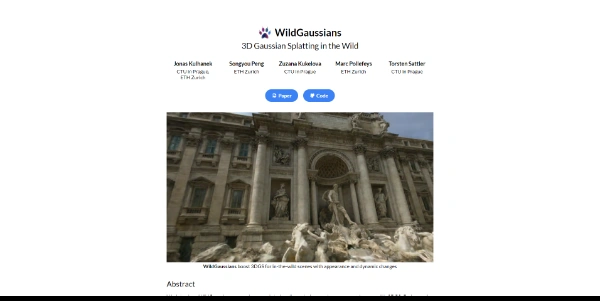 WildGaussians
3D Gaussian Splatting in the Wild
Jonas Kulhanek Songyou Peng Zuzana Kukelova Marc Pollefeys Torsten Sattler
CTU in Prague, ETH Zurich CTU in Prague ETH Zurich CTU in Prague
ETH Zurich
Paper Code
WildGaussians boost 3DGS for in-the-wild scenes with appearance and dynamic changes
Abstract